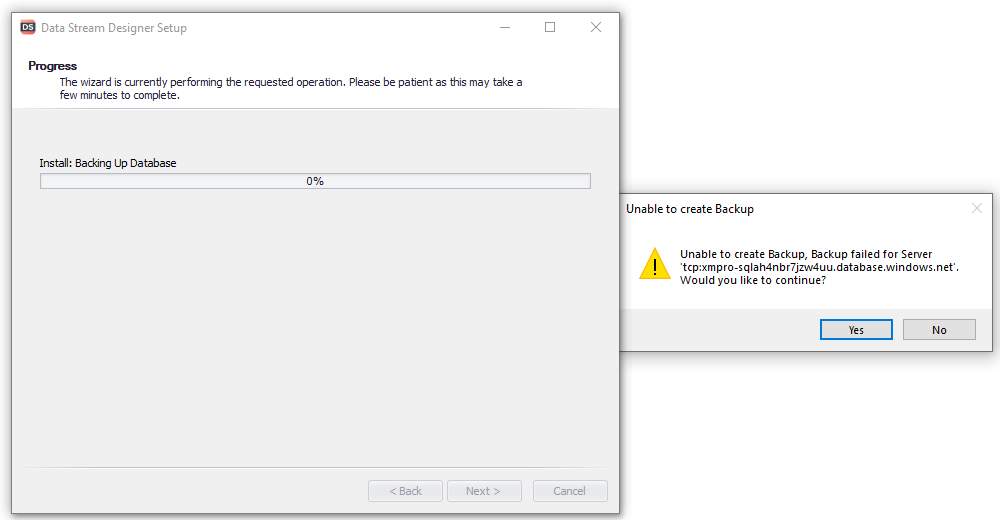 DS Data Stream Designer Setup
Progress
The wizard is currently performing the requested operation. Please be patient as this may take a
few minutes to complete.
Install: Backing Up Database
0%
< Back Next > Cancel
Unable to create Backup
Unable to create Backup, Backup failed for Server
'tcp:xmpro-sqlah4nbr7jzw4uu.database.windows.net'.
Would you like to continue?
Yes No